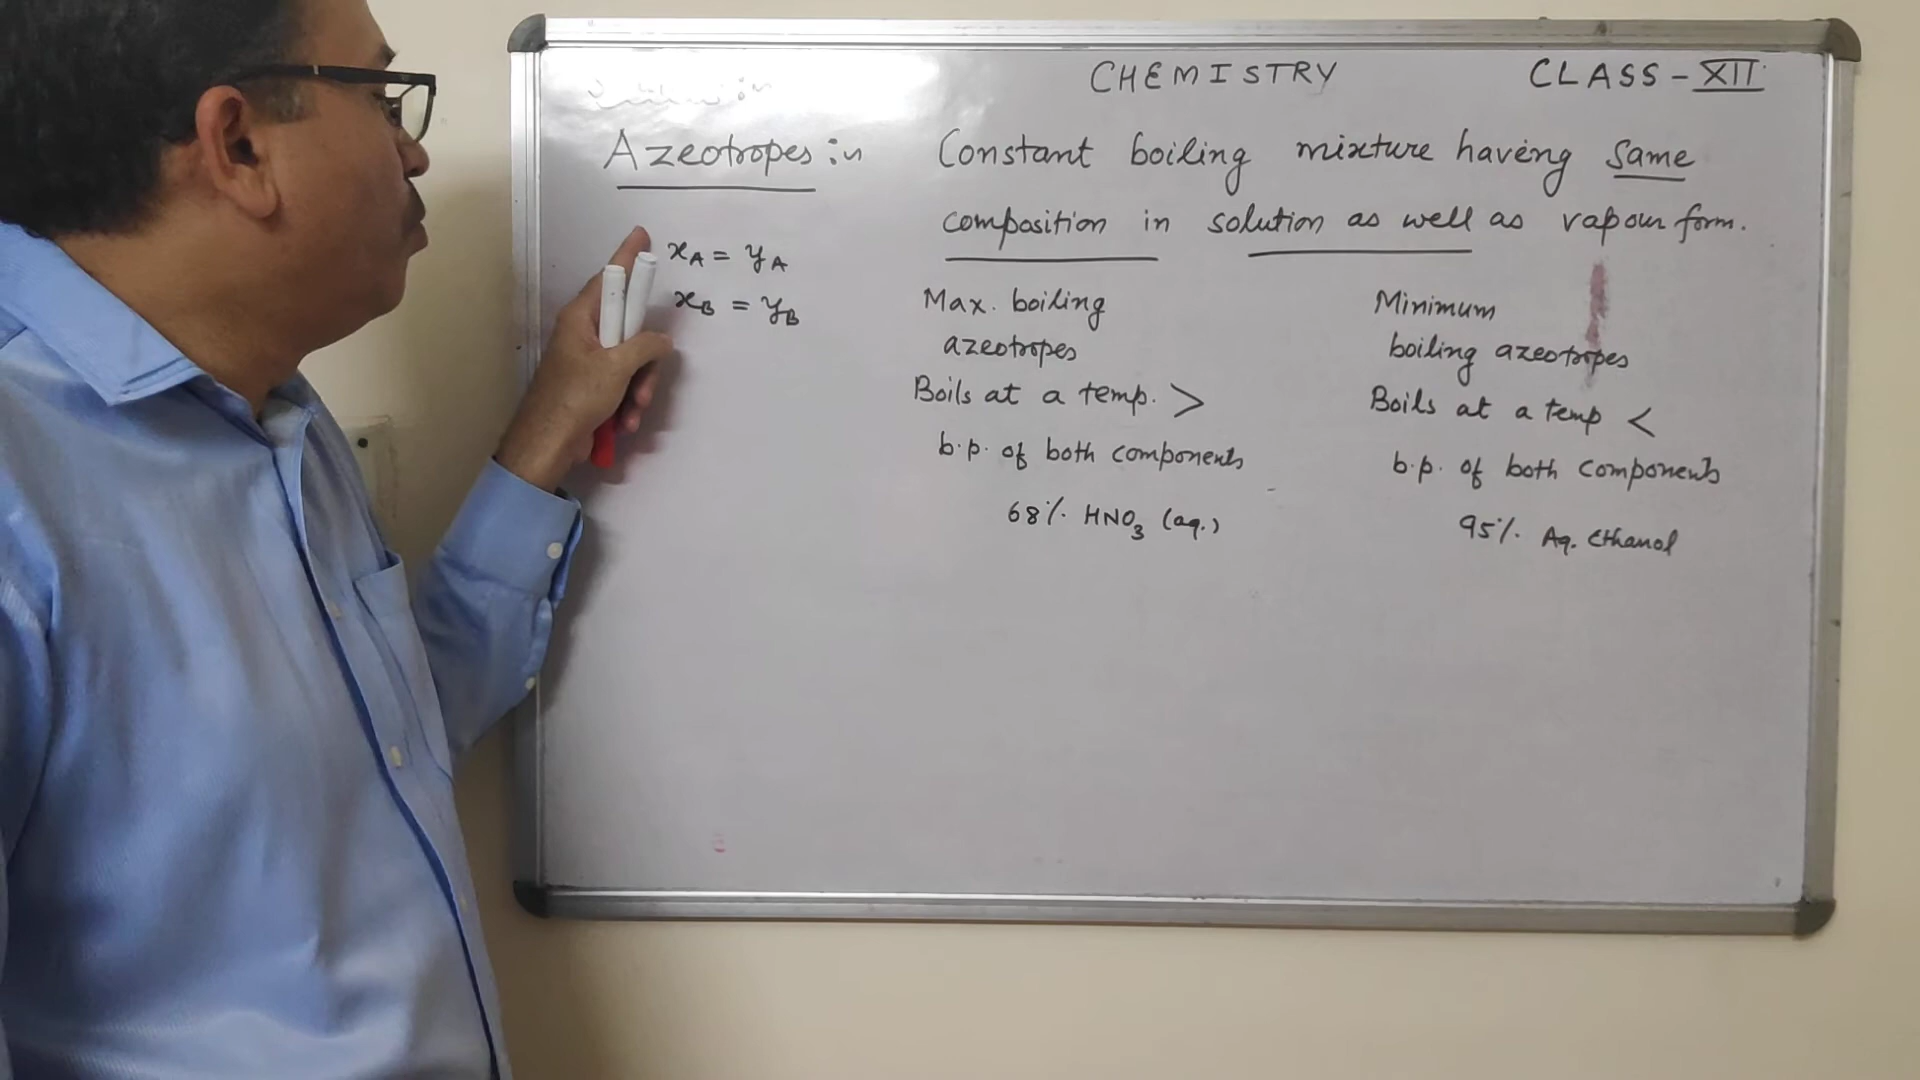 CHEMISTRY CLASS - XII
Azeotropes :- Constant boiling mixture having same
composition in solution as well as vapour form.
xA = yA
xB = yB
Max. boiling
azeotropes
Boils at a temp. >
b.p. of both components
68% HNO3 (aq.)
Minimum
boiling azeotropes
Boils at a temp <
b.p. of both components
95% Aq. Ethanol